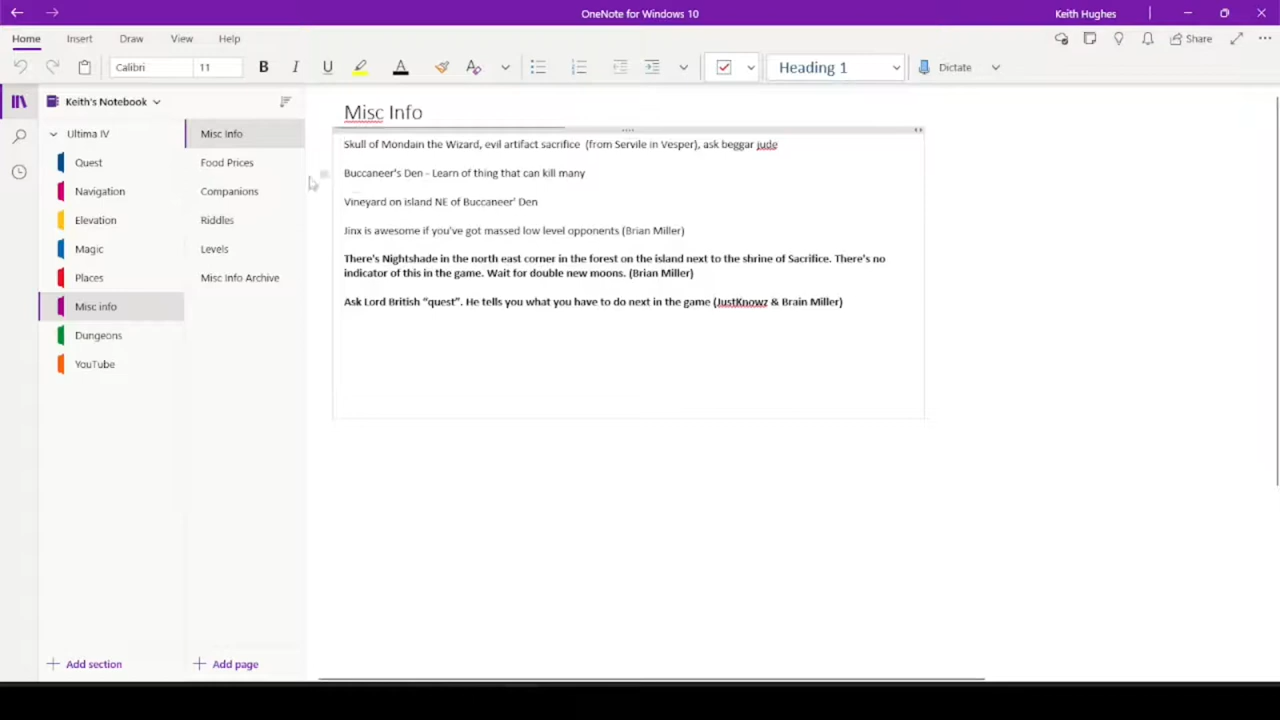 OneNote for Windows 10
Keith Hughes
Home
Insert
Draw
View
Help
Share
Calibri
11
B
I
U
A
A
Heading 1
Dictate
Keith's Notebook
Ultima IV
Quest
Navigation
Elevation
Magic
Places
Misc info
Dungeons
YouTube
Add section
Misc Info
Food Prices
Companions
Riddles
Levels
Misc Info Archive
Add page
Misc Info
Skull of Mondain the Wizard, evil artifact sacrifice (from Servile in Vesper), ask beggar jude
Buccaneer's Den - Learn of thing that can kill many
Vineyard on island NE of Buccaneer' Den
Jinx is awesome if you've got massed low level opponents (Brian Miller)
There's Nightshade in the north east corner in the forest on the island next to the shrine of Sacrifice. There's no
indicator of this in the game. Wait for double new moons. (Brian Miller)
Ask Lord British “quest”. He tells you what you have to do next in the game (JustKnowz & Brain Miller)